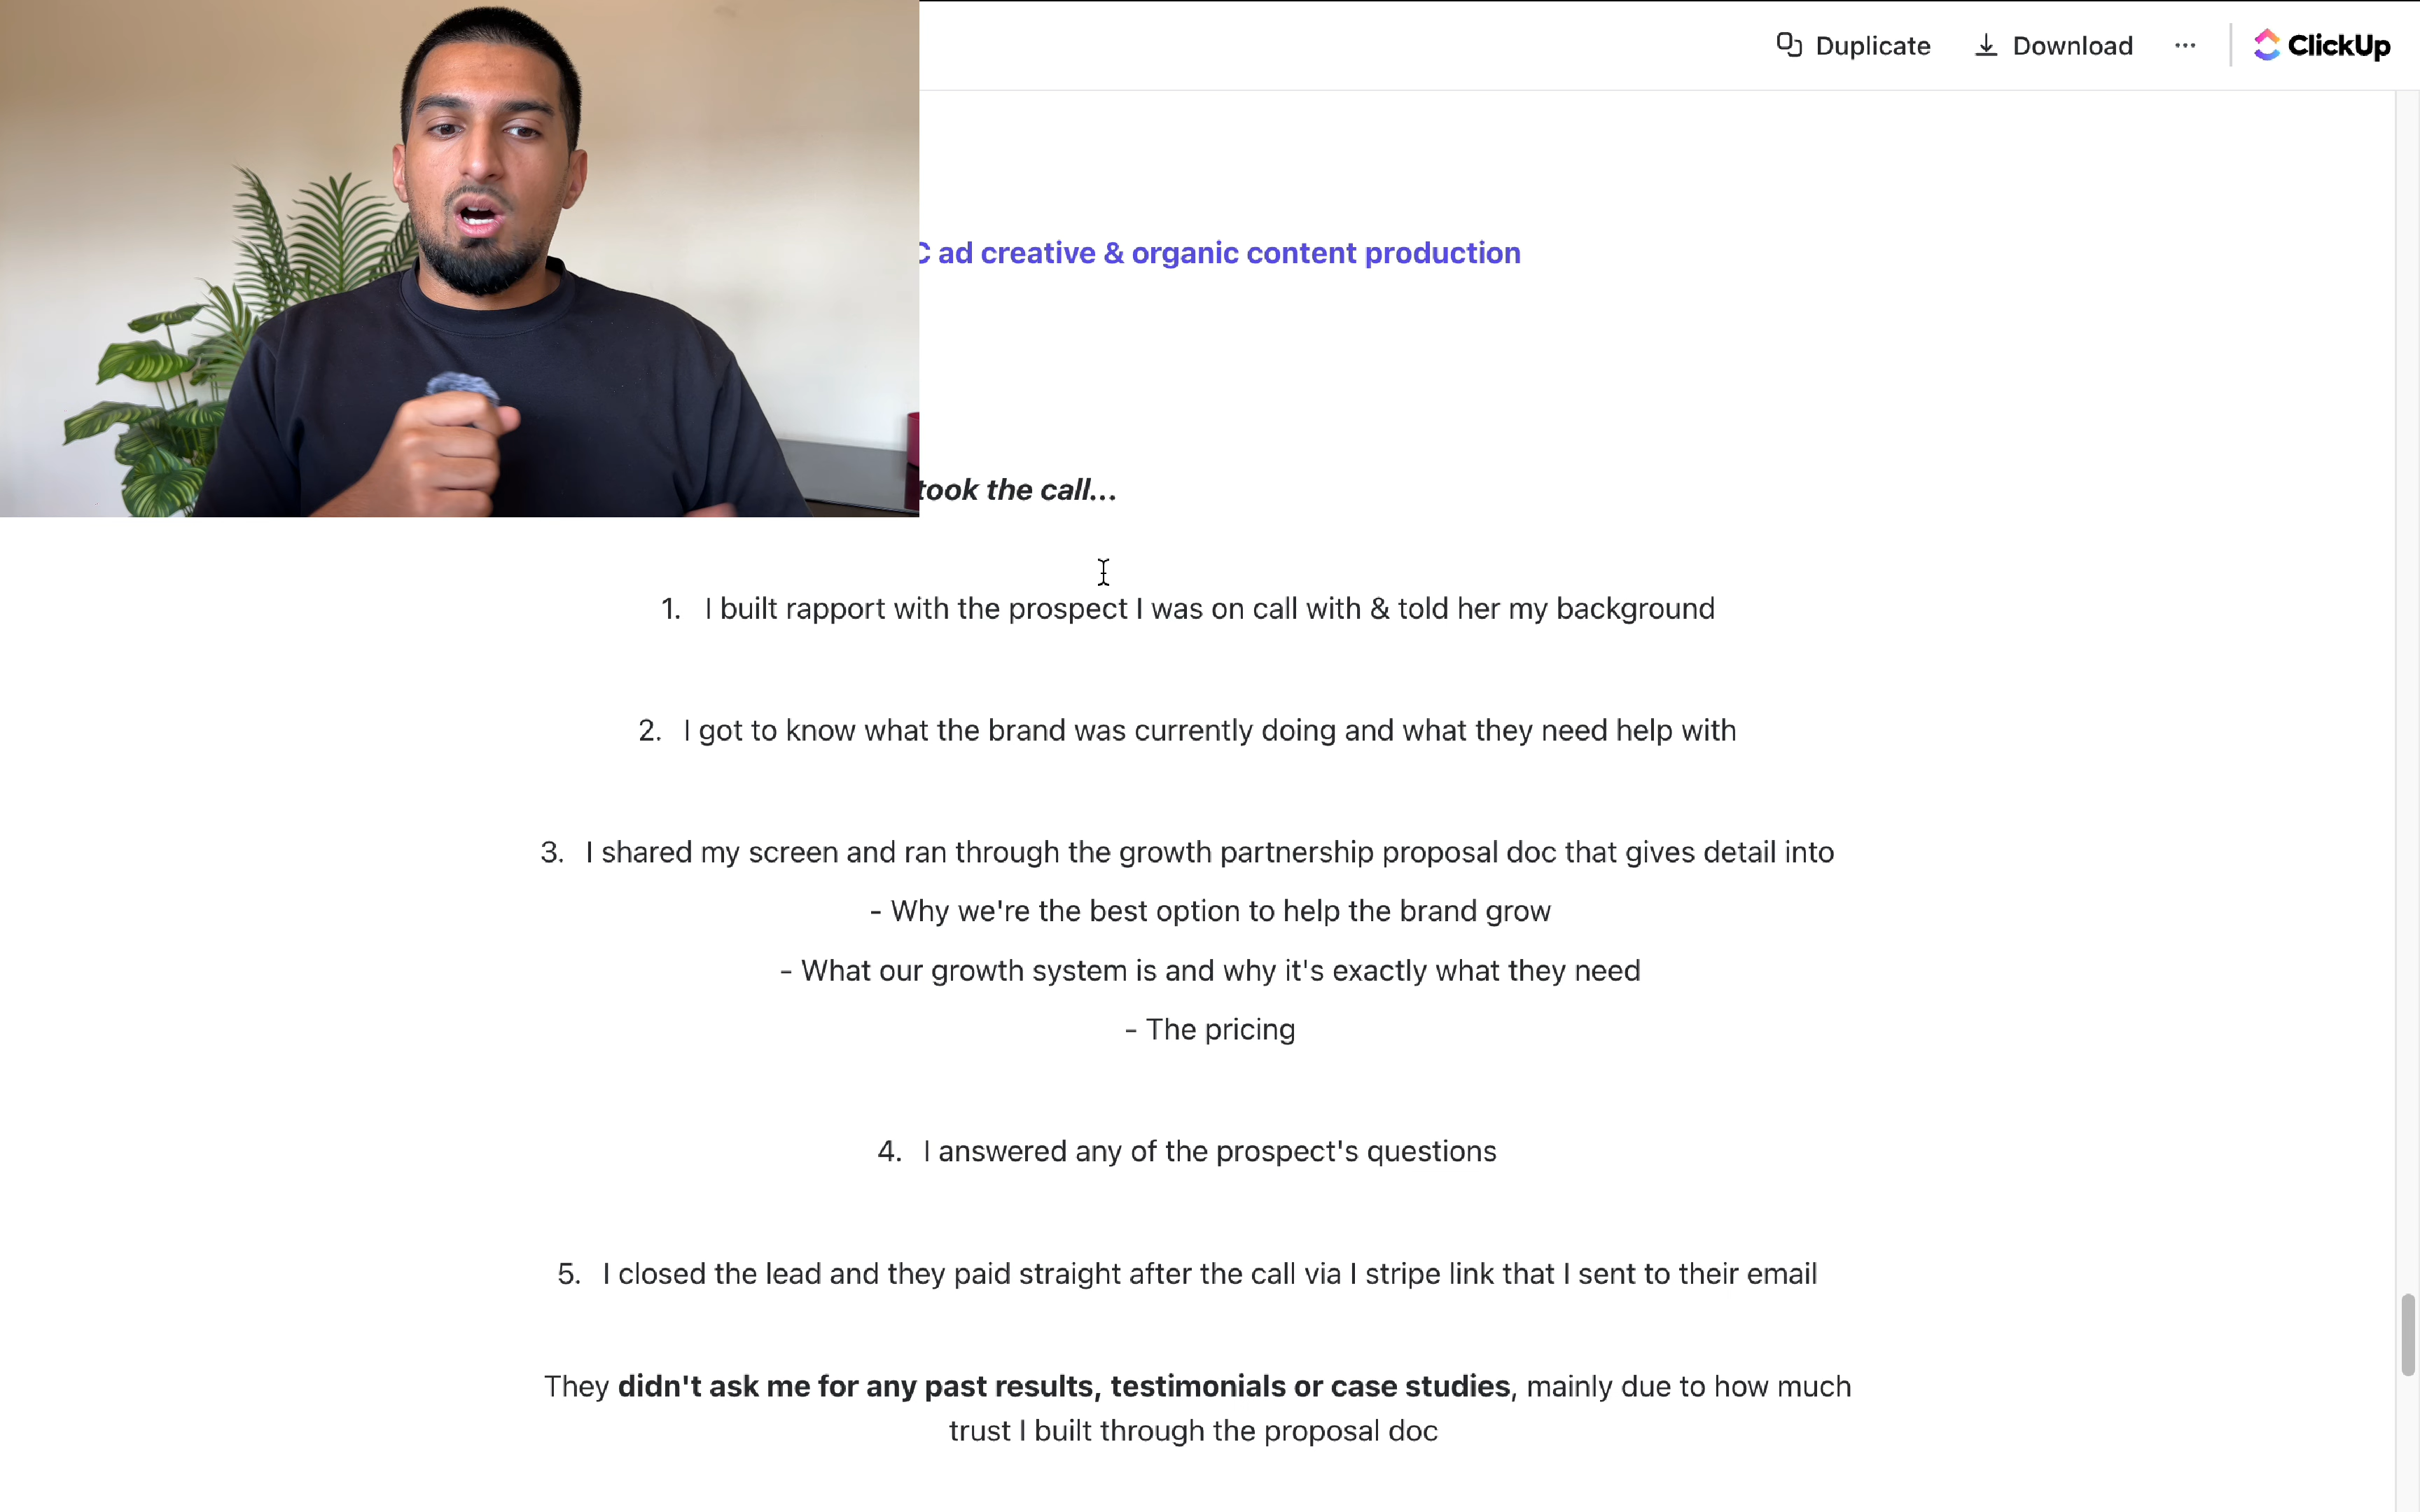 Duplicate
Download
ClickUp
ad creative & organic content production
took the call...
1. I built rapport with the prospect I was on call with & told her my background
2. I got to know what the brand was currently doing and what they need help with
3. I shared my screen and ran through the growth partnership proposal doc that gives detail into
- Why we're the best option to help the brand grow
- What our growth system is and why it's exactly what they need
- The pricing
4. I answered any of the prospect's questions
5. I closed the lead and they paid straight after the call via I stripe link that I sent to their email
They didn't ask me for any past results, testimonials or case studies, mainly due to how much
trust I built through the proposal doc